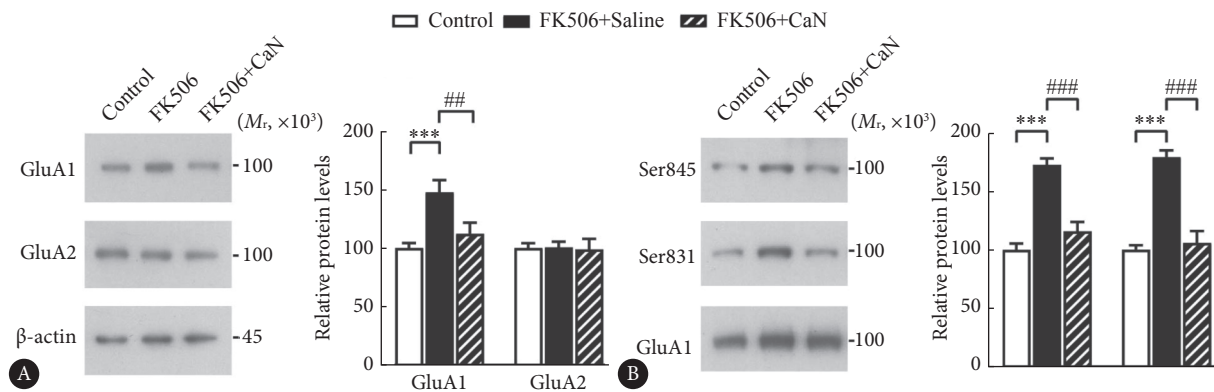 Control FK506+Saline FK506+CaN
Control FK506 FK506+CaN
(Mr, ×10³)
GluA1 -100
GluA2 -100
β-actin -45
A
Relative protein levels
200
150
100
50
0
***
##
GluA1 GluA2
Control FK506 FK506+CaN
(Mr, ×10³)
Ser845 -100
Ser831 -100
GluA1 -100
B
Relative protein levels
200
150
100
50
0
*** ###
*** ###